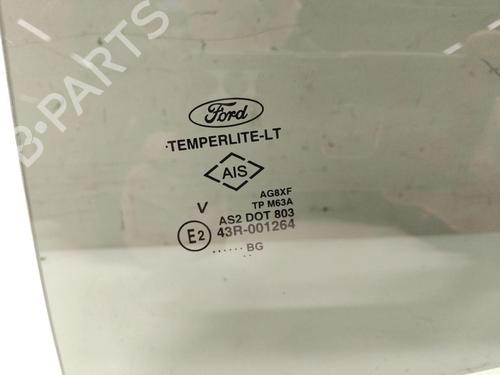 B-PARTS
Ford
TEMPERLITE-LT
AIS
AG8XF
V TP M63A
AS2 DOT 803
E2 43R-001264
...... BG